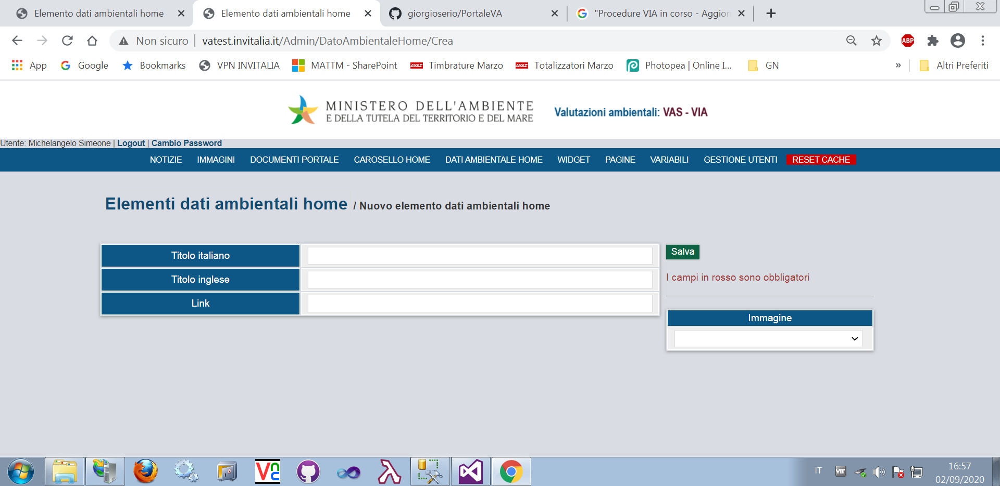 Elemento dati ambientali home
Elemento dati ambientali home
giorgioserio/PortaleVA
"Procedure VIA in corso - Aggion
Non sicuro | vatest.invitalia.it/Admin/DatoAmbientaleHome/Crea
ABP
App
Google
Bookmarks
VPN INVITALIA
MATTM - SharePoint
Timbrature Marzo
Totalizzatori Marzo
Photopea | Online I...
GN
»
Altri Preferiti
MINISTERO DELL'AMBIENTE
E DELLA TUTELA DEL TERRITORIO E DEL MARE
Valutazioni ambientali: VAS - VIA
Utente: Michelangelo Simeone | Logout | Cambio Password
NOTIZIE IMMAGINI DOCUMENTI PORTALE CAROSELLO HOME DATI AMBIENTALE HOME WIDGET PAGINE VARIABILI GESTIONE UTENTI RESET CACHE
Elementi dati ambientali home / Nuovo elemento dati ambientali home
Titolo italiano
Salva
Titolo inglese
I campi in rosso sono obbligatori
Link
Immagine
IT
16:57
02/09/2020